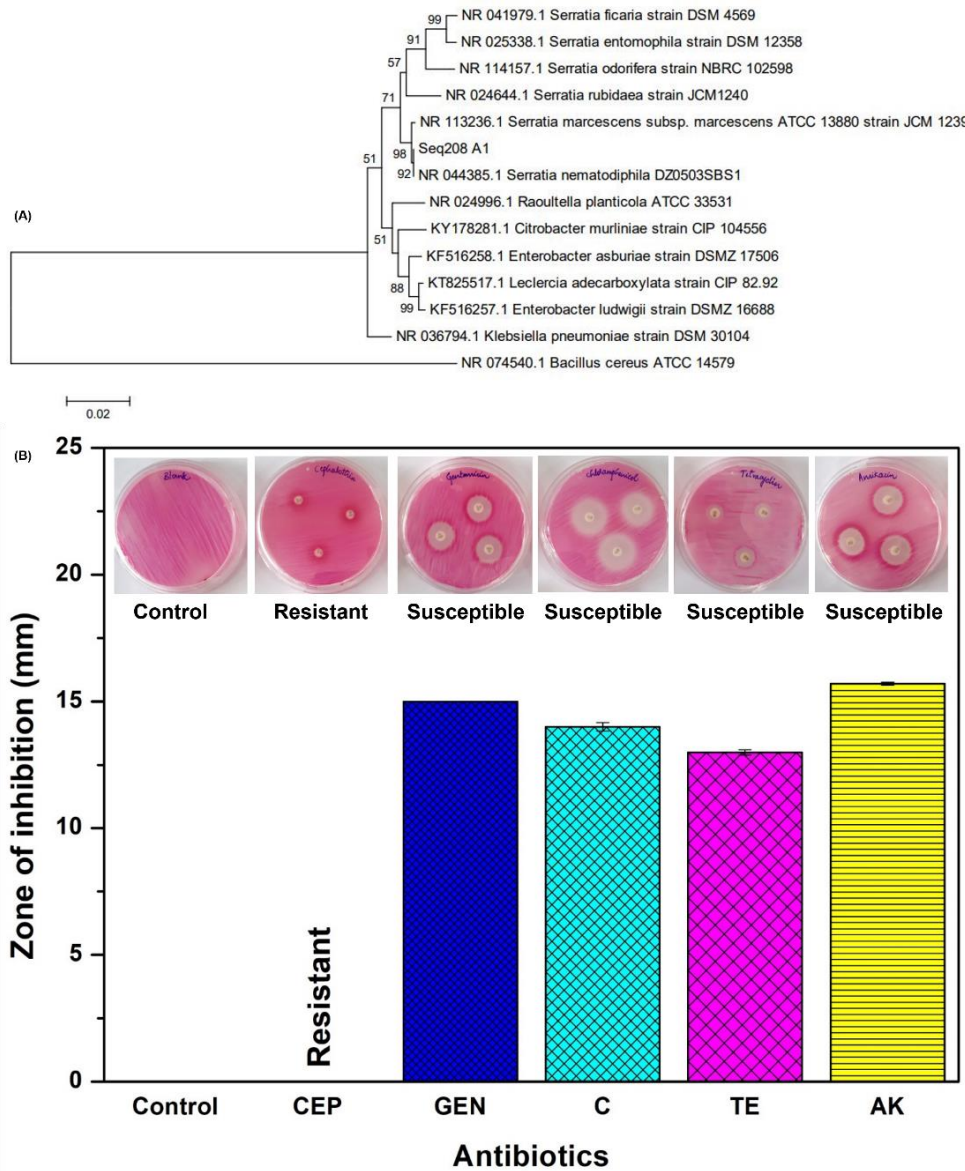 99
NR 041979.1 Serratia ficaria strain DSM 4569
91
NR 025338.1 Serratia entomophila strain DSM 12358
57
NR 114157.1 Serratia odorifera strain NBRC 102598
71
NR 024644.1 Serratia rubidaea strain JCM1240
NR 113236.1 Serratia marcescens subsp. marcescens ATCC 13880 strain JCM 1239
51
98
Seq208 A1
92
NR 044385.1 Serratia nematodiphila DZ0503SBS1
NR 024996.1 Raoultella planticola ATCC 33531
(A)
51
KY178281.1 Citrobacter murliniae strain CIP 104556
KF516258.1 Enterobacter asburiae strain DSMZ 17506
88
KT825517.1 Leclercia adecarboxylata strain CIP 82.92
99
KF516257.1 Enterobacter ludwigii strain DSMZ 16688
NR 036794.1 Klebsiella pneumoniae strain DSM 30104
NR 074540.1 Bacillus cereus ATCC 14579
0.02
(B)
25
20
15
10
5
0
Zone of inhibition (mm)
Blank
Control
Resistant
Susceptible
Susceptible
Susceptible
Susceptible
Resistant
Control CEP GEN C TE AK
Antibiotics